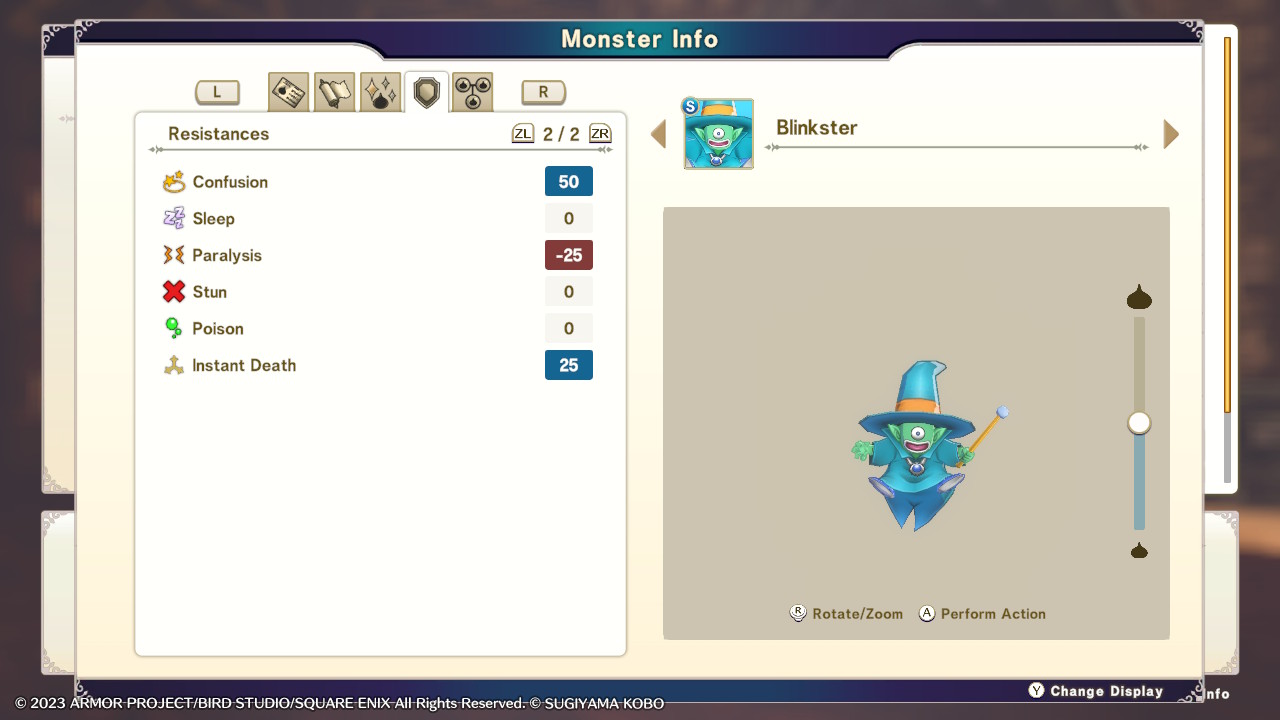 Monster Info
L
R
Resistances
ZL 2 / 2 ZR
Confusion 50
Sleep 0
Paralysis -25
Stun 0
Poison 0
Instant Death 25
S
Blinkster
R Rotate/Zoom A Perform Action
Y Change Display
nfo
© 2023 ARMOR PROJECT/BIRD STUDIO/SQUARE ENIX All Rights Reserved. © SUGIYAMA KOBO